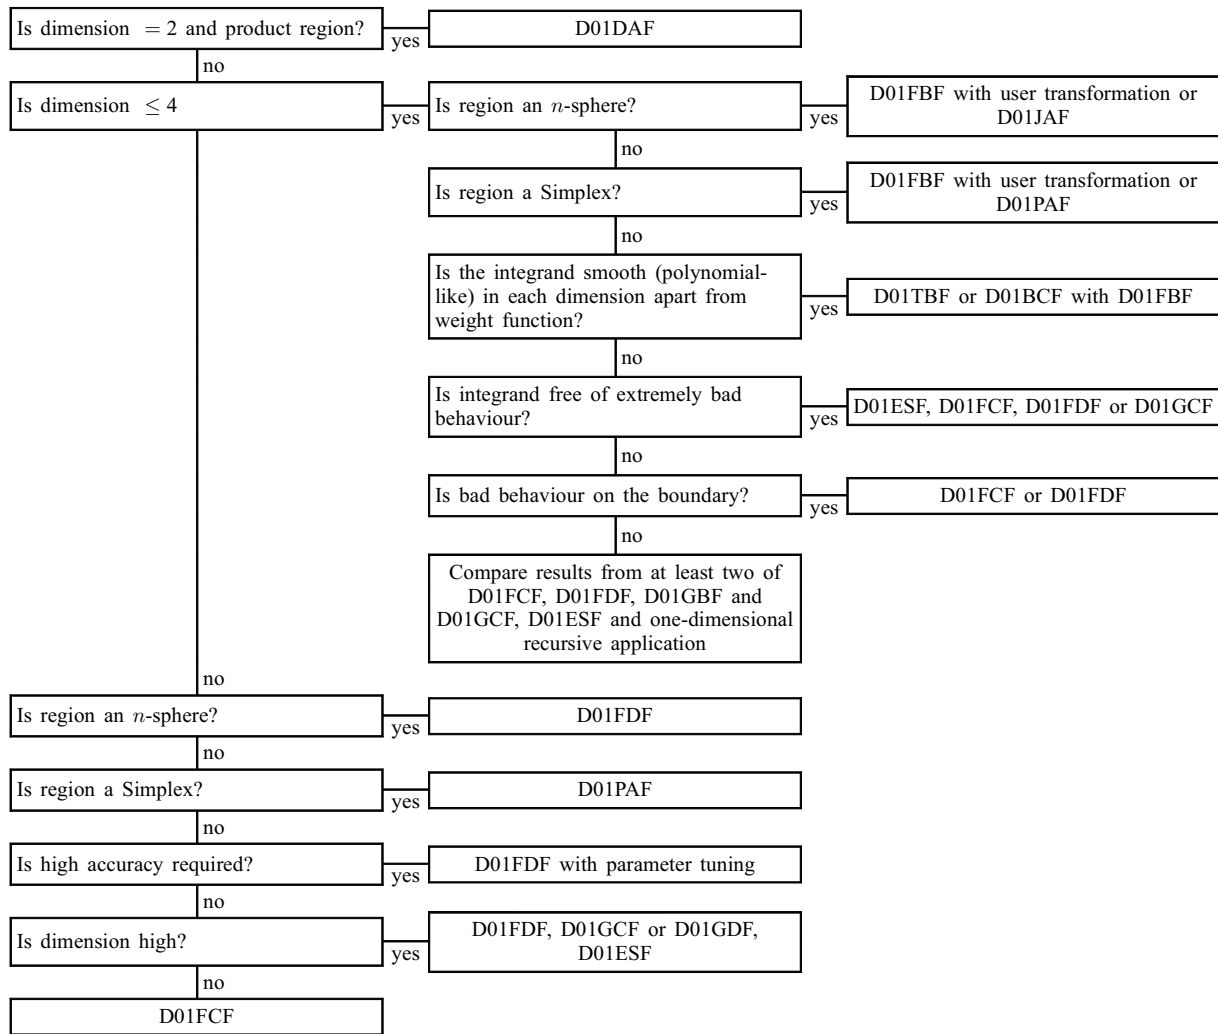 Is dimension = 2 and product region?
yes
D01DAF
no
Is dimension ≤ 4
yes
Is region an n-sphere?
yes
D01FBF with user transformation or
D01JAF
no
Is region a Simplex?
yes
D01FBF with user transformation or
D01PAF
no
Is the integrand smooth (polynomial-
like) in each dimension apart from
weight function?
yes
D01TBF or D01BCF with D01FBF
no
Is integrand free of extremely bad
behaviour?
yes
D01ESF, D01FCF, D01FDF or D01GCF
no
Is bad behaviour on the boundary?
yes
D01FCF or D01FDF
no
Compare results from at least two of
D01FCF, D01FDF, D01GBF and
D01GCF, D01ESF and one-dimensional
recursive application
no
Is region an n-sphere?
yes
D01FDF
no
Is region a Simplex?
yes
D01PAF
no
Is high accuracy required?
yes
D01FDF with parameter tuning
no
Is dimension high?
yes
D01FDF, D01GCF or D01GDF,
D01ESF
no
D01FCF